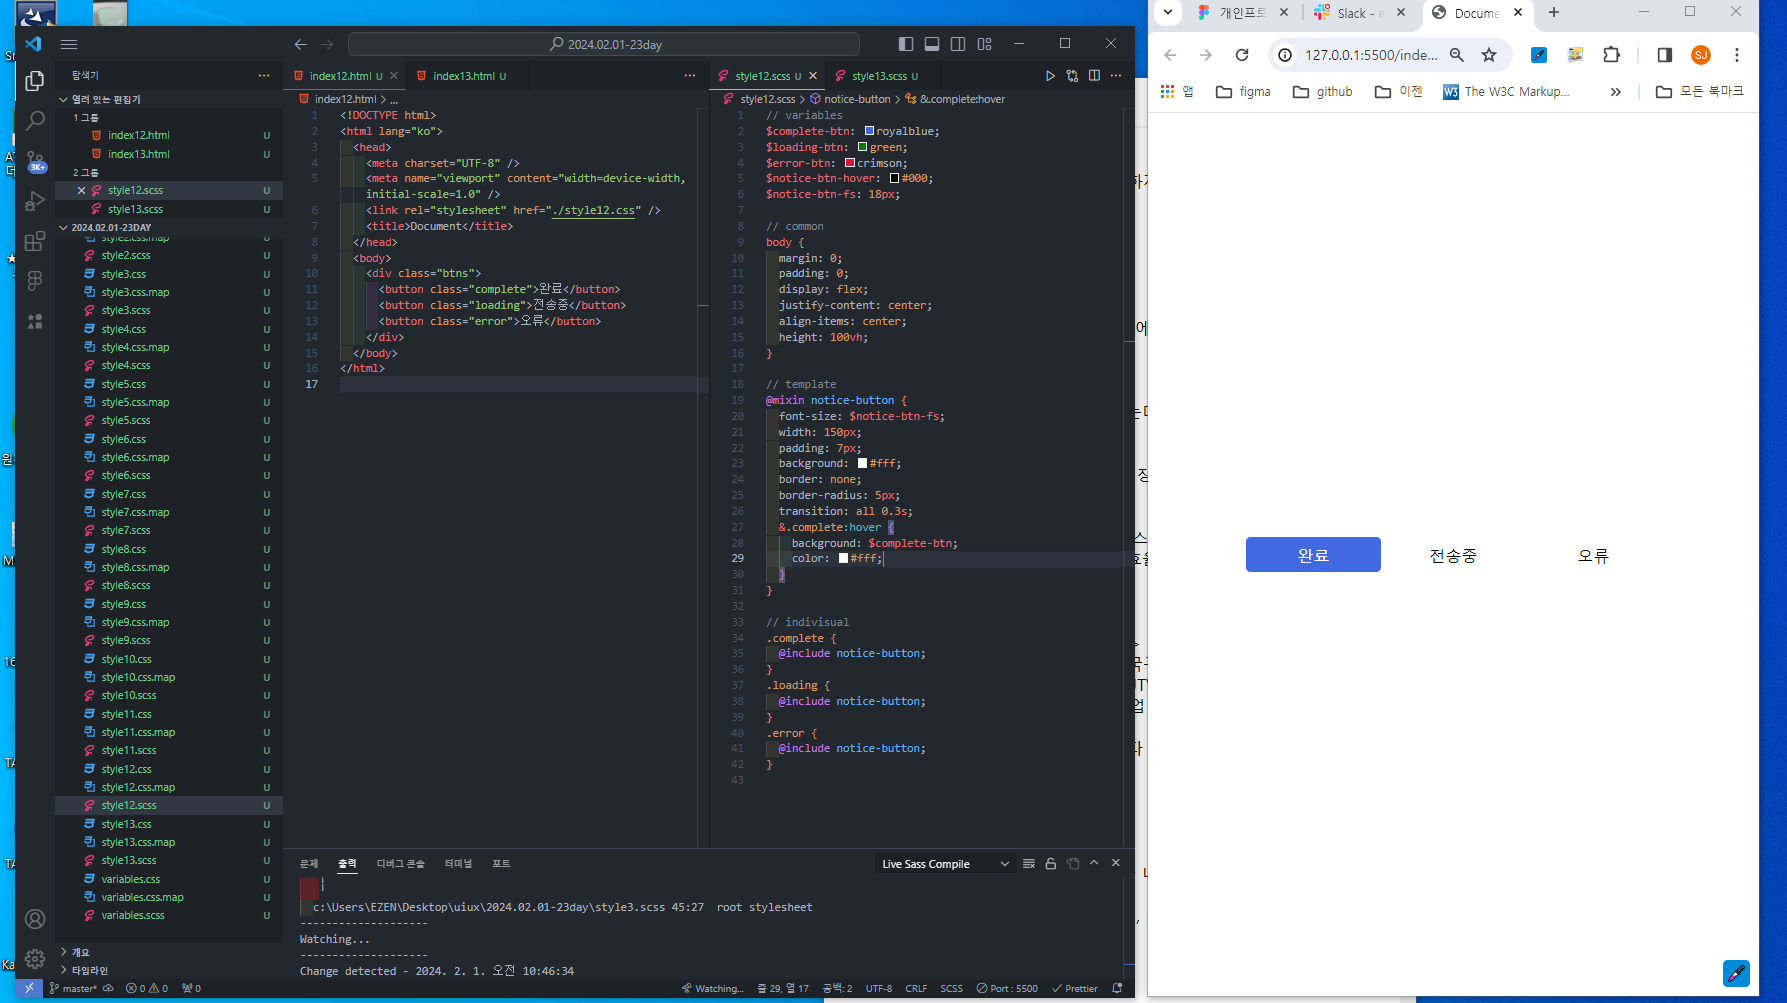 2024.02.01-23day
탐색기
열려 있는 편집기
1 그룹
index12.html U
index13.html U
2 그룹
style12.scss U
style13.scss U
2024.02.01-23DAY
style2.css.map U
style2.scss U
style3.css U
style3.css.map U
style3.scss U
style4.css U
style4.css.map U
style4.scss U
style5.css U
style5.css.map U
style5.scss U
style6.css U
style6.css.map U
style6.scss U
style7.css U
style7.css.map U
style7.scss U
style8.css U
style8.css.map U
style8.scss U
style9.css U
style9.css.map U
style9.scss U
style10.css U
style10.css.map U
style10.scss U
style11.css U
style11.css.map U
style11.scss U
style12.css U
style12.css.map U
style12.scss U
style13.css U
style13.css.map U
style13.scss U
variables.css U
variables.css.map U
variables.scss U
개요
타임라인
3K+
index12.html U
index13.html U
index12.html > ...
1 <!DOCTYPE html>
2 <html lang="ko">
3 <head>
4 <meta charset="UTF-8" />
5 <meta name="viewport" content="width=device-width,
initial-scale=1.0" />
6 <link rel="stylesheet" href="./style12.css" />
7 <title>Document</title>
8 </head>
9 <body>
10 <div class="btns">
11 <button class="complete">완료</button>
12 <button class="loading">전송중</button>
13 <button class="error">오류</button>
14 </div>
15 </body>
16 </html>
17
style12.scss U
style13.scss U
style12.scss > notice-button > &.complete:hover
1 // variables
2 $complete-btn: royalblue;
3 $loading-btn: green;
4 $error-btn: crimson;
5 $notice-btn-hover: #000;
6 $notice-btn-fs: 18px;
7
8 // common
9 body {
10 margin: 0;
11 padding: 0;
12 display: flex;
13 justify-content: center;
14 align-items: center;
15 height: 100vh;
16 }
17
18 // template
19 @mixin notice-button {
20 font-size: $notice-btn-fs;
21 width: 150px;
22 padding: 7px;
23 background: #fff;
24 border: none;
25 border-radius: 5px;
26 transition: all 0.3s;
27 &.complete:hover {
28 background: $complete-btn;
29 color: #fff;
30 }
31 }
32
33 // indivisual
34 .complete {
35 @include notice-button;
36 }
37 .loading {
38 @include notice-button;
39 }
40 .error {
41 @include notice-button;
42 }
43
문제 출력 디버그 콘솔 터미널 포트
Live Sass Compile
c:\Users\EZEN\Desktop\uiux\2024.02.01-23day\style3.scss 45:27 root stylesheet
--------------------
Watching...
--------------------
Change detected - 2024. 2. 1. 오전 10:46:34
master* 0 0 0 Watching... 줄 29, 열 17 공백: 2 UTF-8 CRLF SCSS Port : 5500 Prettier
개인프로
Slack - e
Docume
127.0.0.1:5500/inde...
SJ
앱 figma github 이젠 The W3C Markup... 모든 북마크
완료 전송중 오류